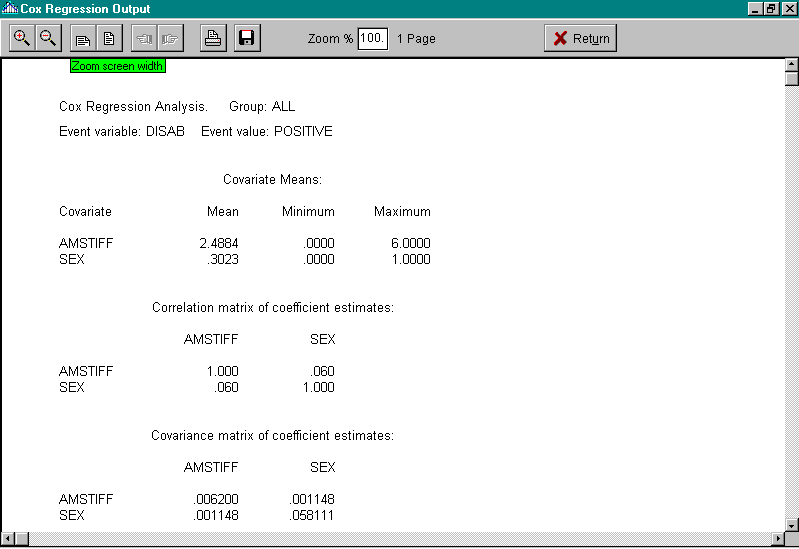 Cox Regression Output
Zoom % 100. 1 Page Return
Zoom screen width
Cox Regression Analysis. Group: ALL
Event variable: DISAB Event value: POSITIVE
Covariate Means:
Covariate Mean Minimum Maximum
AMSTIFF 2.4884 .0000 6.0000
SEX .3023 .0000 1.0000
Correlation matrix of coefficient estimates:
AMSTIFF SEX
AMSTIFF 1.000 .060
SEX .060 1.000
Covariance matrix of coefficient estimates:
AMSTIFF SEX
AMSTIFF .006200 .001148
SEX .001148 .058111